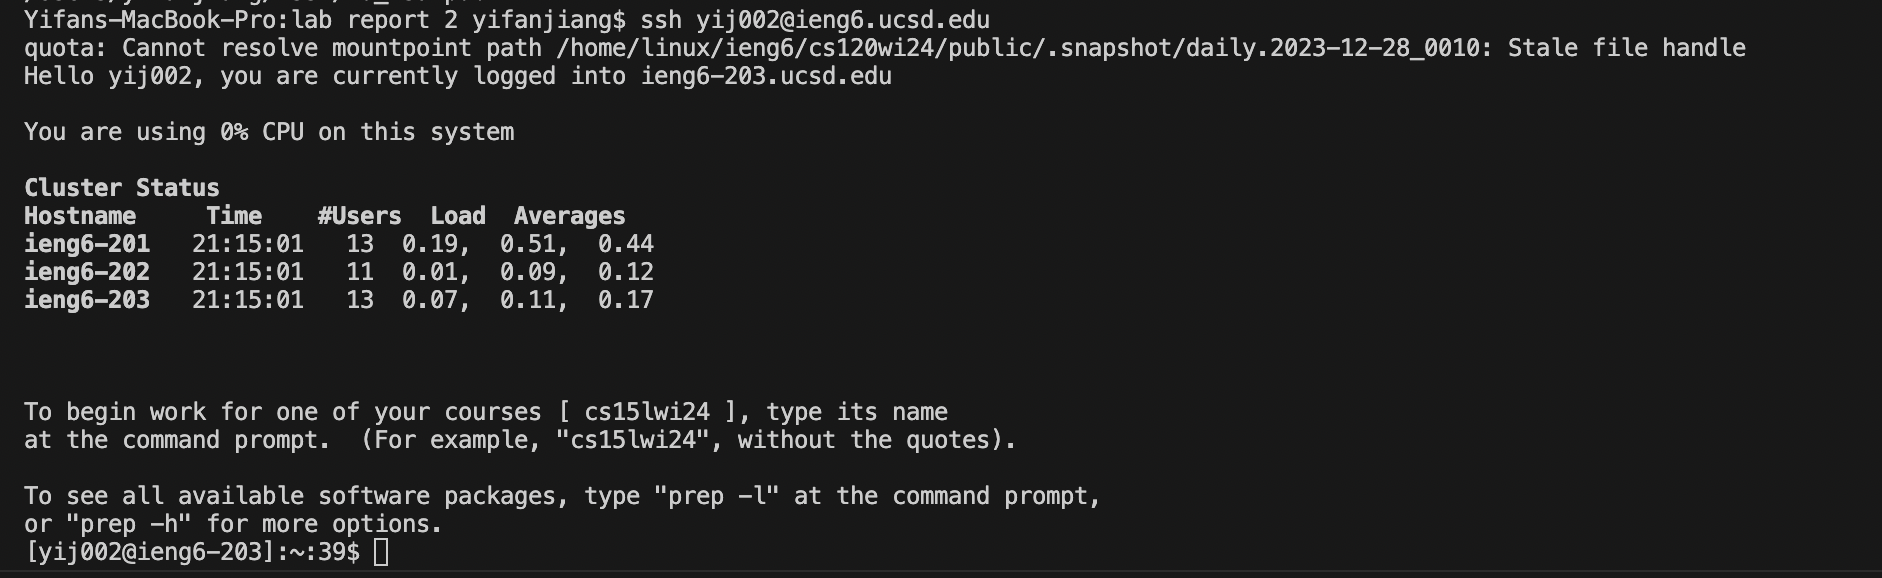 Yifans-MacBook-Pro:lab report 2 yifanjiang$ ssh yij002@ieng6.ucsd.edu
quota: Cannot resolve mountpoint path /home/linux/ieng6/cs120wi24/public/.snapshot/daily.2023-12-28_0010: Stale file handle
Hello yij002, you are currently logged into ieng6-203.ucsd.edu
You are using 0% CPU on this system
Cluster Status
Hostname     Time    #Users  Load  Averages
ieng6-201   21:15:01   13  0.19,  0.51,  0.44
ieng6-202   21:15:01   11  0.01,  0.09,  0.12
ieng6-203   21:15:01   13  0.07,  0.11,  0.17
To begin work for one of your courses [ cs15lwi24 ], type its name
at the command prompt.  (For example, "cs15lwi24", without the quotes).
To see all available software packages, type "prep -l" at the command prompt,
or "prep -h" for more options.
[yij002@ieng6-203]:~:39$